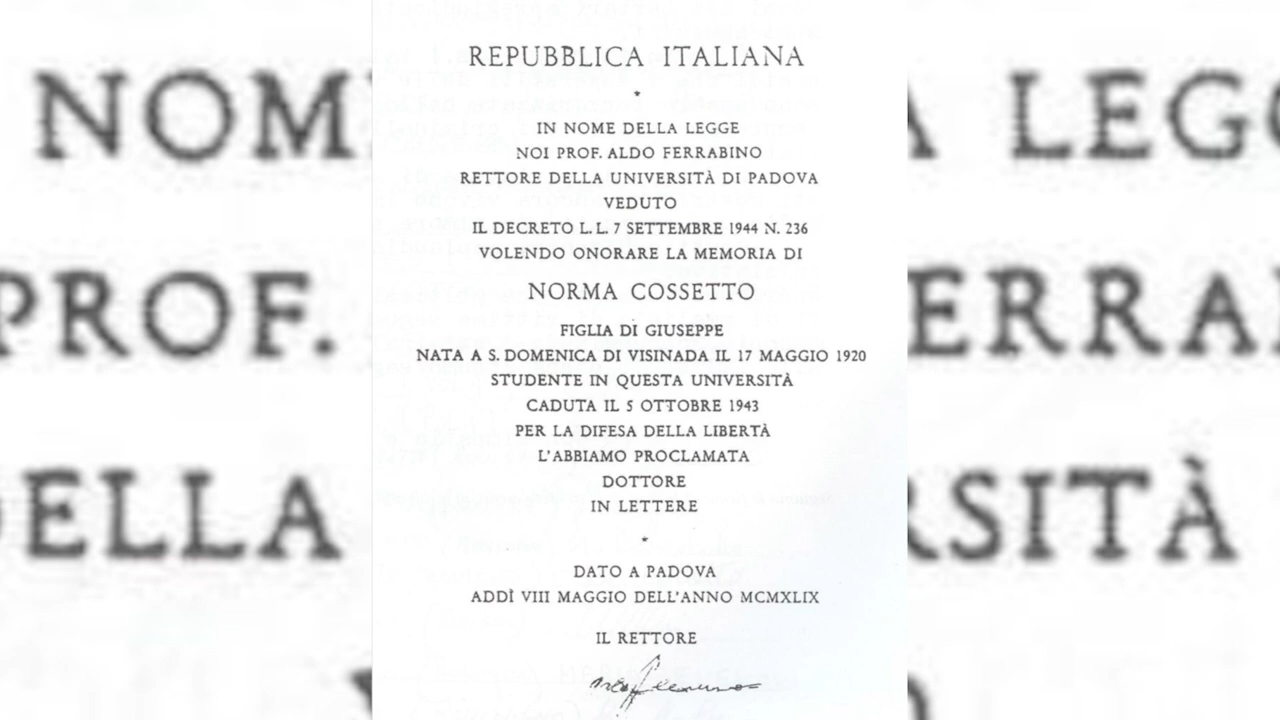 REPUBBLICA ITALIANA
*
IN NOME DELLA LEGGE
NOI PROF. ALDO FERRABINO
RETTORE DELLA UNIVERSITÀ DI PADOVA
VEDUTO
IL DECRETO L. L. 7 SETTEMBRE 1944 N. 236
VOLENDO ONORARE LA MEMORIA DI
NORMA COSSETTO
FIGLIA DI GIUSEPPE
NATA A S. DOMENICA DI VISINADA IL 17 MAGGIO 1920
STUDENTE IN QUESTA UNIVERSITÀ
CADUTA IL 5 OTTOBRE 1943
PER LA DIFESA DELLA LIBERTÀ
L'ABBIAMO PROCLAMATA
DOTTORE
IN LETTERE
*
DATO A PADOVA
ADDÌ VIII MAGGIO DELL'ANNO MCMXLIX
IL RETTORE